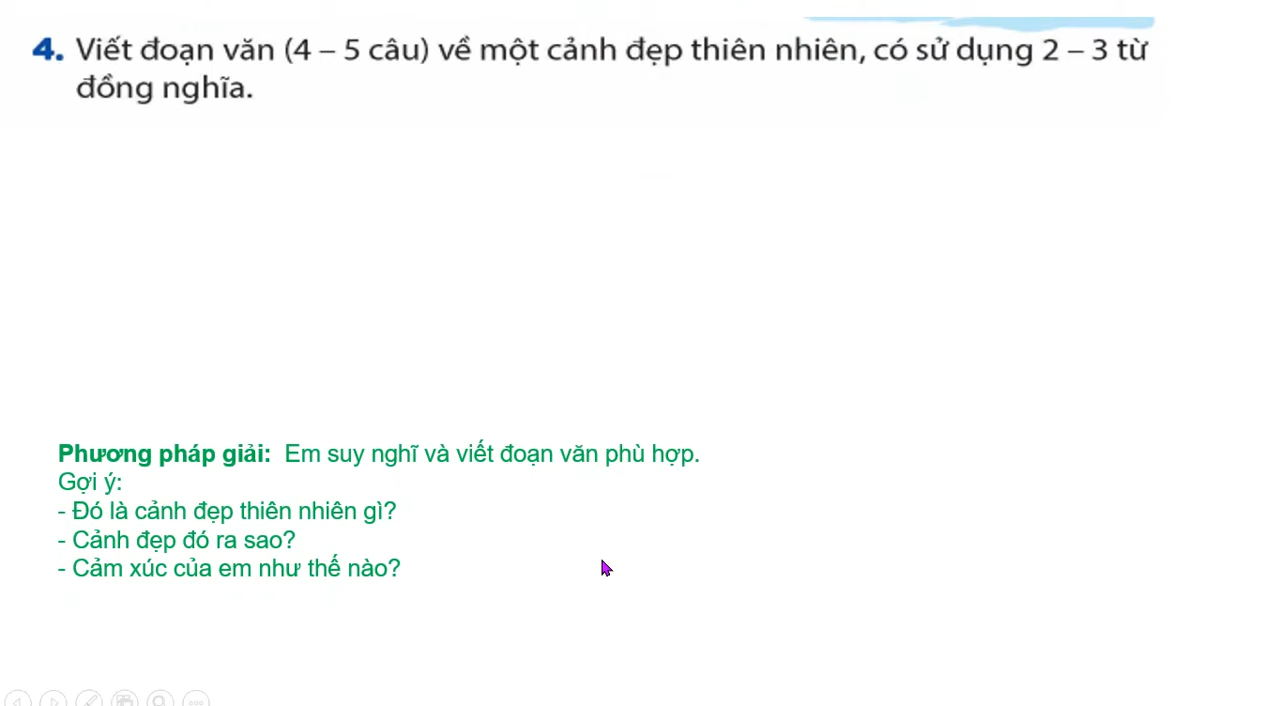 4. Viết đoạn văn (4 – 5 câu) về một cảnh đẹp thiên nhiên, có sử dụng 2 – 3 từ
đồng nghĩa.
Phương pháp giải: Em suy nghĩ và viết đoạn văn phù hợp.
Gợi ý:
- Đó là cảnh đẹp thiên nhiên gì?
- Cảnh đẹp đó ra sao?
- Cảm xúc của em như thế nào?